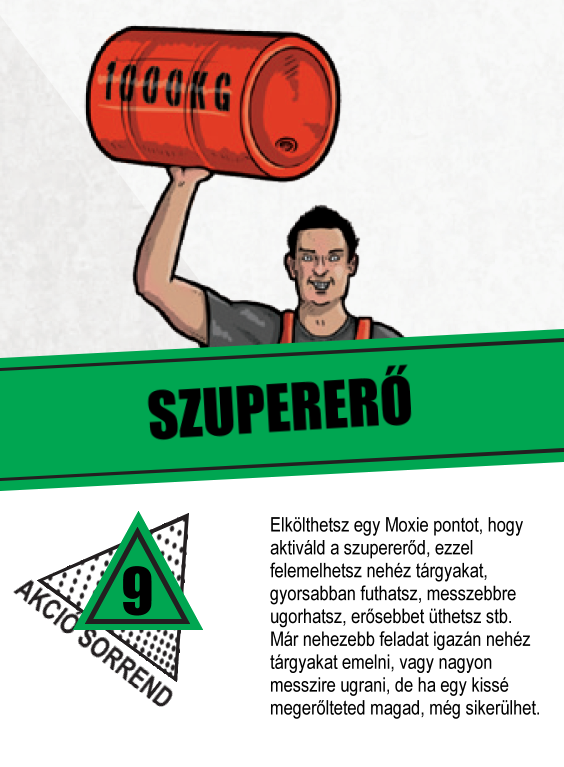 1000KG
SZUPERERŐ
9
AKCIÓ SORREND
Elkölthetsz egy Moxie pontot, hogy
aktiváld a szupererőd, ezzel
felemelhetsz nehéz tárgyakat,
gyorsabban futhatsz, messzebbre
ugorhatsz, erősebbet üthetsz stb.
Már nehezebb feladat igazán nehéz
tárgyakat emelni, vagy nagyon
messzire ugrani, de ha egy kissé
megerőlteted magad, még sikerülhet.